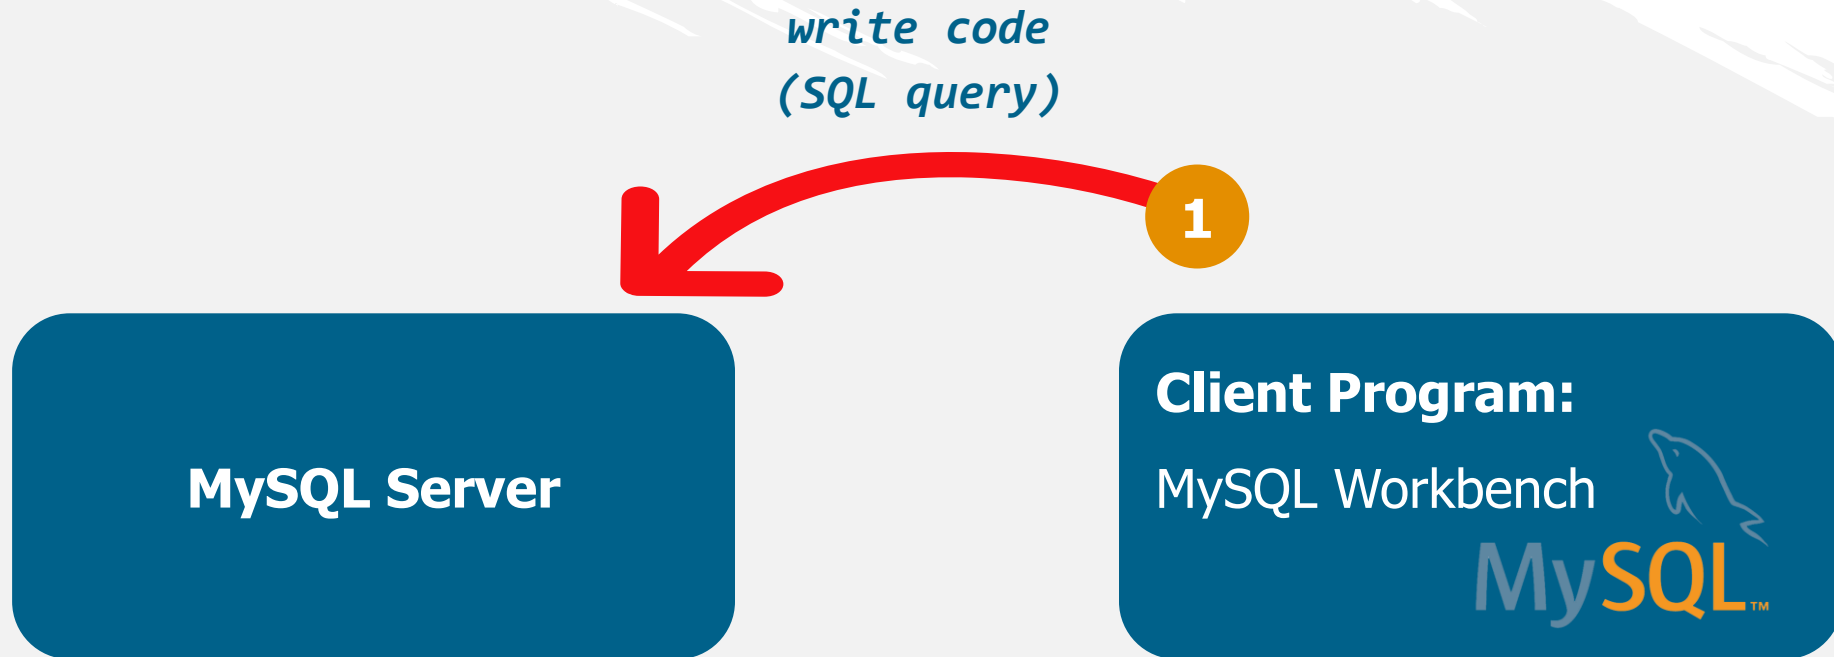 write code
(SQL query)
1
MySQL Server
Client Program:
MySQL Workbench
MySQL™